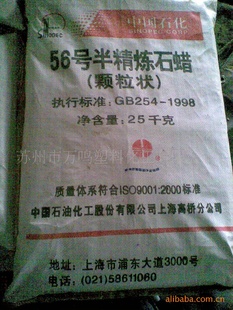 中国石化
SINOPEC CORP.
56号半精炼石蜡
(颗粒状)
执行标准:GB254-1998
净含量:25千克
质量体系符合ISO9001:2000标准
中国石油化工股份有限公司上海高桥分公司
地址:上海市浦东大道3000号
电话:(021)58611060
alibaba.com.cn